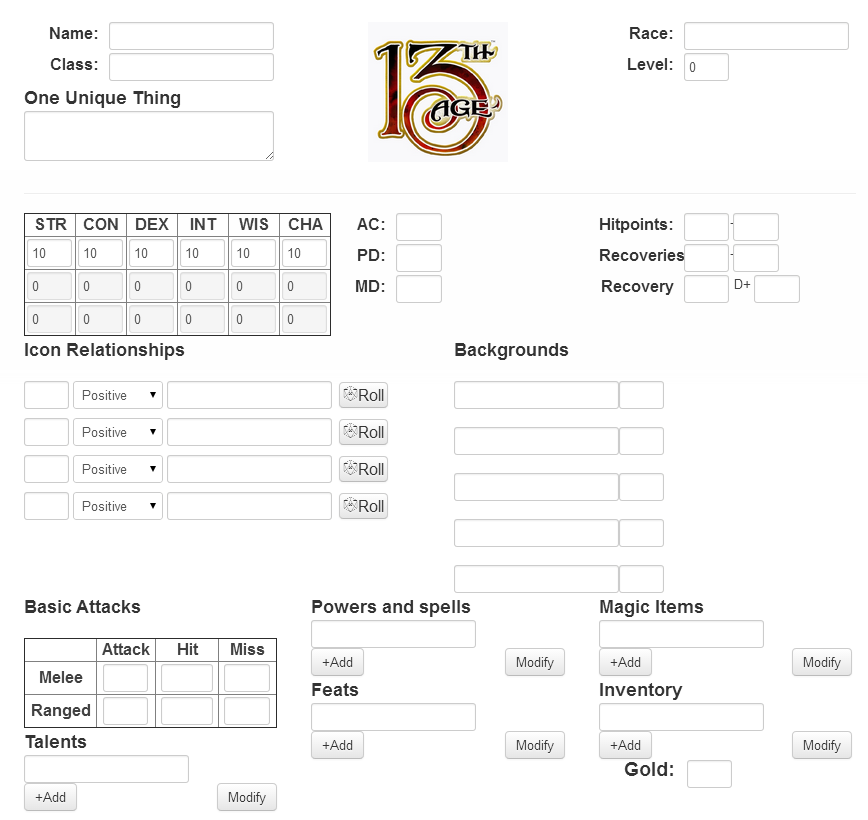 Name:
Race:
Class:
Level: 0
One Unique Thing
13TH AGE
STR CON DEX INT WIS CHA
10 10 10 10 10 10
0 0 0 0 0 0
0 0 0 0 0 0
AC:
PD:
MD:
Hitpoints: -
Recoveries -
Recovery D+
Icon Relationships
Positive Roll
Positive Roll
Positive Roll
Positive Roll
Backgrounds
Basic Attacks
Attack Hit Miss
Melee
Ranged
Talents
+Add Modify
Powers and spells
+Add Modify
Feats
+Add Modify
Magic Items
+Add Modify
Inventory
+Add Modify
Gold: